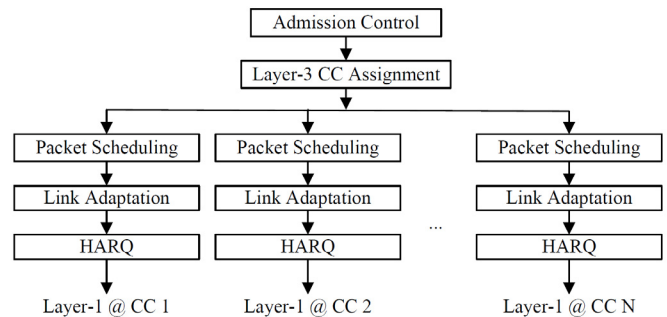 Admission Control
Layer-3 CC Assignment
Packet Scheduling
Packet Scheduling
Packet Scheduling
Link Adaptation
Link Adaptation
Link Adaptation
...
HARQ
HARQ
HARQ
Layer-1 @ CC 1
Layer-1 @ CC 2
Layer-1 @ CC N